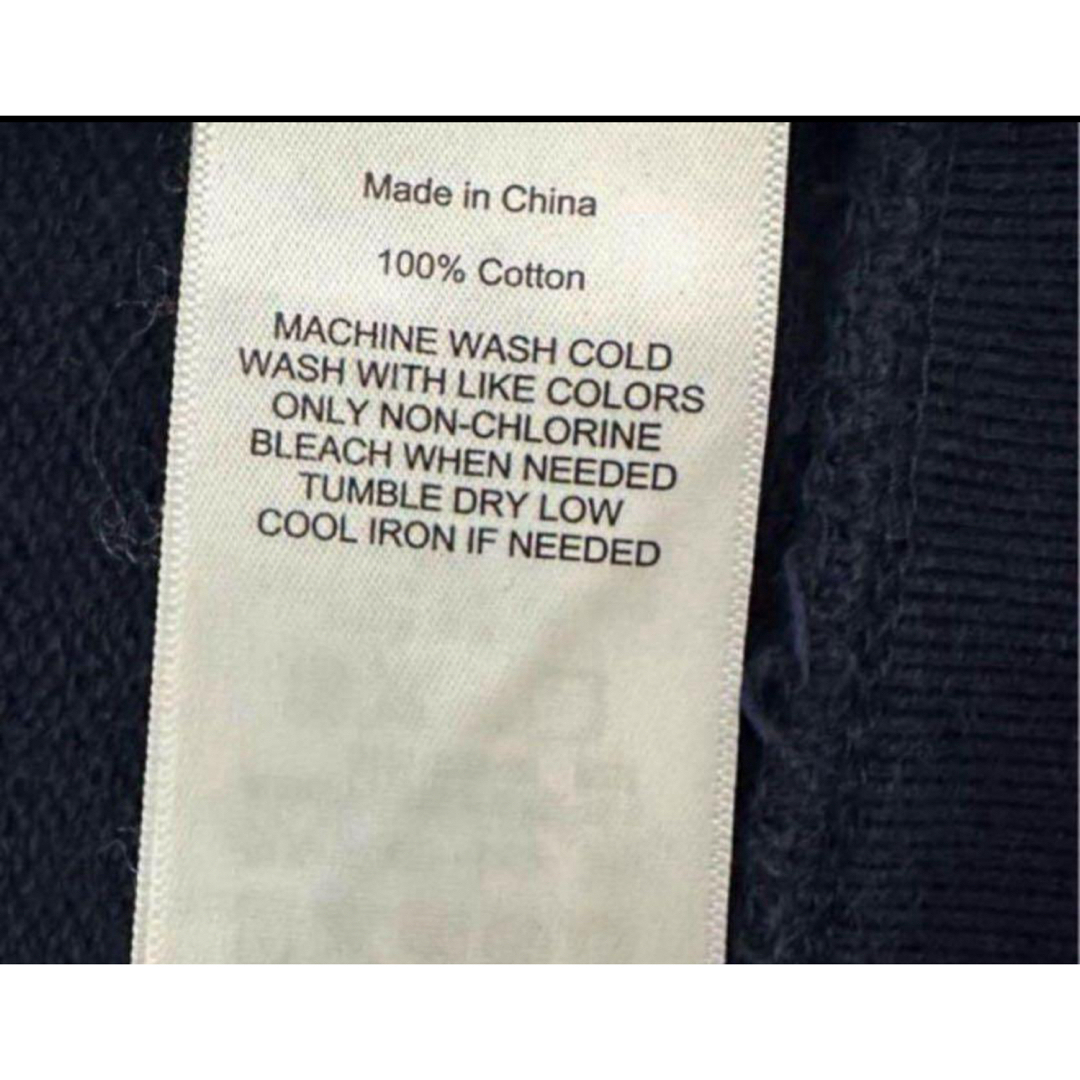 Made in China
100% Cotton
MACHINE WASH COLD
WASH WITH LIKE COLORS
ONLY NON-CHLORINE
BLEACH WHEN NEEDED
TUMBLE DRY LOW
COOL IRON IF NEEDED